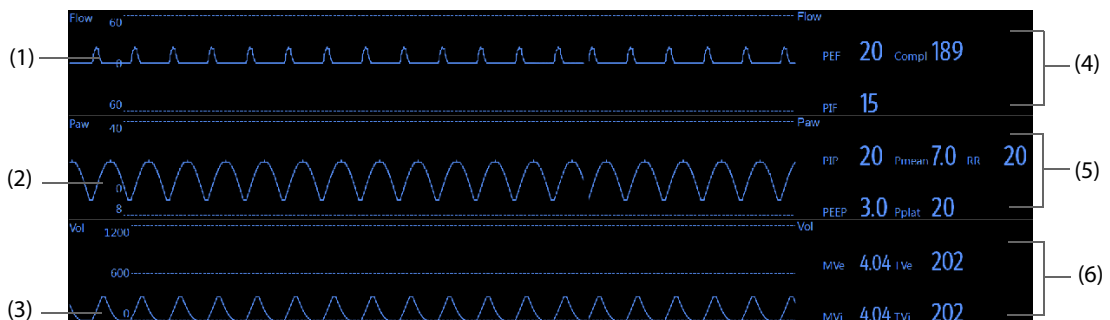 Flow 60 Flow
(1) 0 PEF 20 Compl 189 (4)
60 PIF 15
Paw 40 Paw
PIP 20 Pmean 7.0 RR 20
(2) 0 (5)
8 PEEP 3.0 Pplat 20
Vol 1200 Vol
600 MVe 4.04 TVe 202 (6)
(3) 0 MVi 4.04 TVi 202